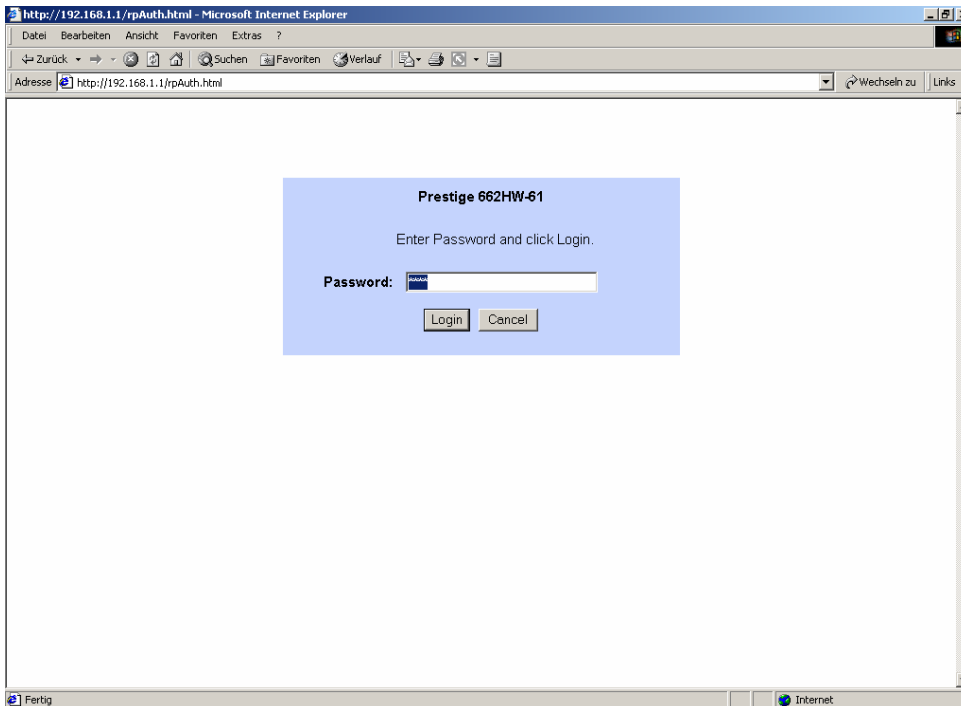 http://192.168.1.1/rpAuth.html - Microsoft Internet Explorer
Datei Bearbeiten Ansicht Favoriten Extras ?
Zurück Suchen Favoriten Verlauf
Adresse http://192.168.1.1/rpAuth.html Wechseln zu Links
Prestige 662HW-61
Enter Password and click Login.
Password: ****
Login Cancel
Fertig Internet